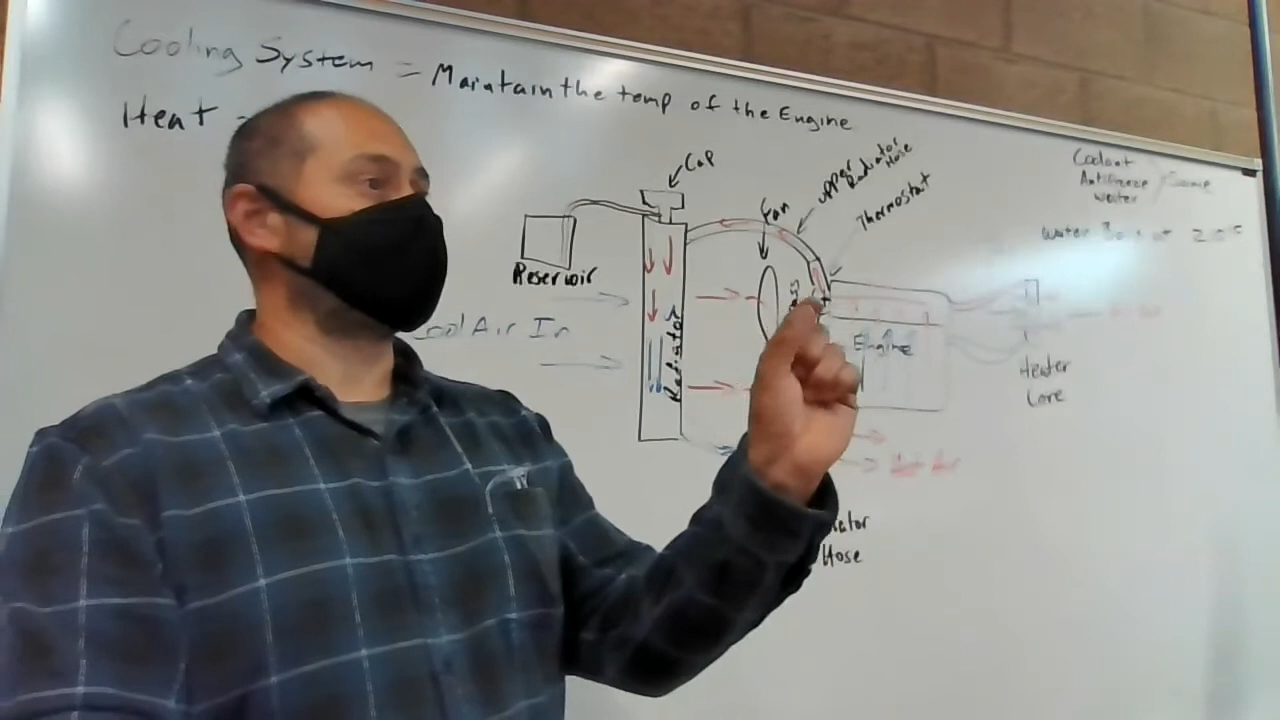 Cooling System = Maintain the temp of the Engine
Heat -
Cap
Fan
upper
Radiator
Hose
Thermostat
Coolant
Antifreeze
water
Reservoir
Radiator
Cool Air In
Engine
Heater
Core
Hose